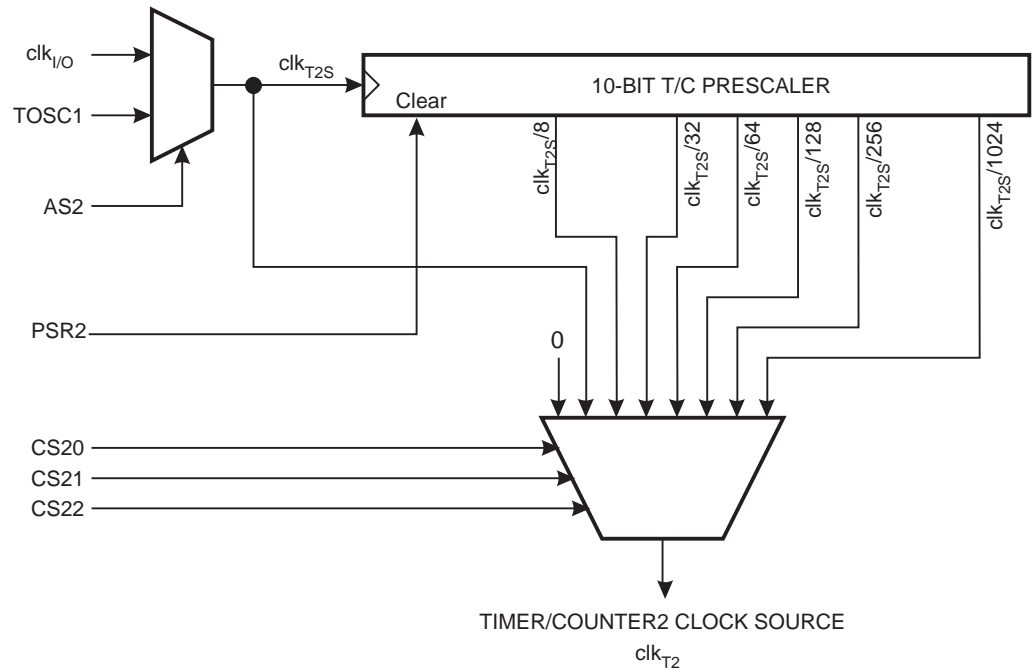 clkI/O
TOSC1
AS2
PSR2
clkT2S
10-BIT T/C PRESCALER
Clear
clkT2S/8
clkT2S/32
clkT2S/64
clkT2S/128
clkT2S/256
clkT2S/1024
0
CS20
CS21
CS22
TIMER/COUNTER2 CLOCK SOURCE
clkT2